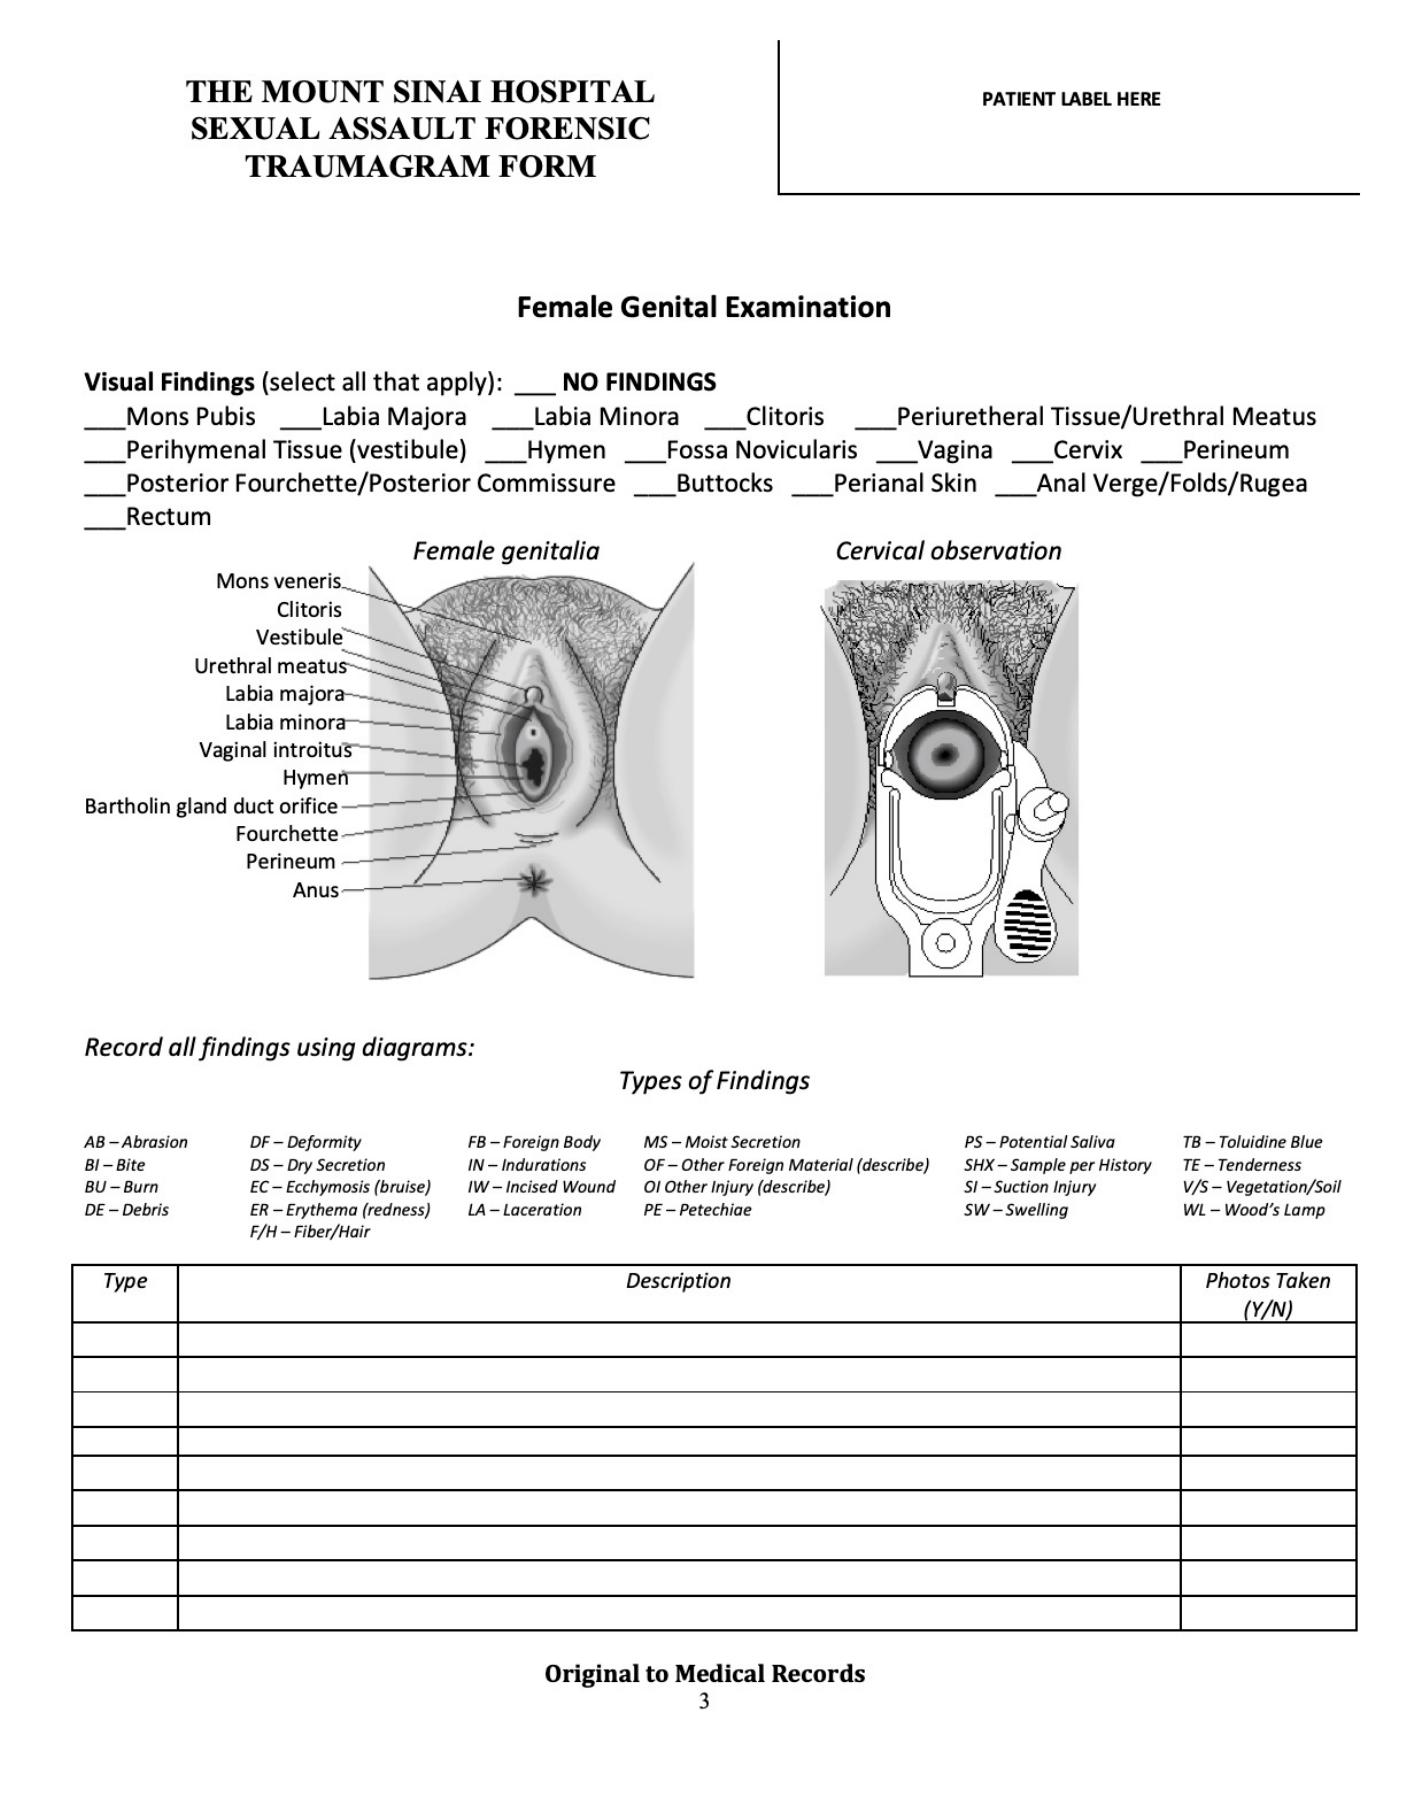 THE MOUNT SINAI HOSPITAL
SEXUAL ASSAULT FORENSIC
TRAUMAGRAM FORM
PATIENT LABEL HERE
Female Genital Examination
Visual Findings (select all that apply): ___ NO FINDINGS
___Mons Pubis ___Labia Majora ___Labia Minora ___Clitoris ___Periuretheral Tissue/Urethral Meatus
___Perihymenal Tissue (vestibule) ___Hymen ___Fossa Novicularis ___Vagina ___Cervix ___Perineum
___Posterior Fourchette/Posterior Commissure ___Buttocks ___Perianal Skin ___Anal Verge/Folds/Rugea
___Rectum
Female genitalia
Cervical observation
Mons veneris
Clitoris
Vestibule
Urethral meatus
Labia majora
Labia minora
Vaginal introitus
Hymen
Bartholin gland duct orifice
Fourchette
Perineum
Anus
Record all findings using diagrams:
Types of Findings
AB – Abrasion DF – Deformity FB – Foreign Body MS – Moist Secretion PS – Potential Saliva TB – Toluidine Blue
BI – Bite DS – Dry Secretion IN – Indurations OF – Other Foreign Material (describe) SHX – Sample per History TE – Tenderness
BU – Burn EC – Ecchymosis (bruise) IW – Incised Wound OI Other Injury (describe) SI – Suction Injury V/S – Vegetation/Soil
DE – Debris ER – Erythema (redness) LA – Laceration PE – Petechiae SW – Swelling WL – Wood's Lamp
F/H – Fiber/Hair
Type Description Photos Taken
(Y/N)
Original to Medical Records
3